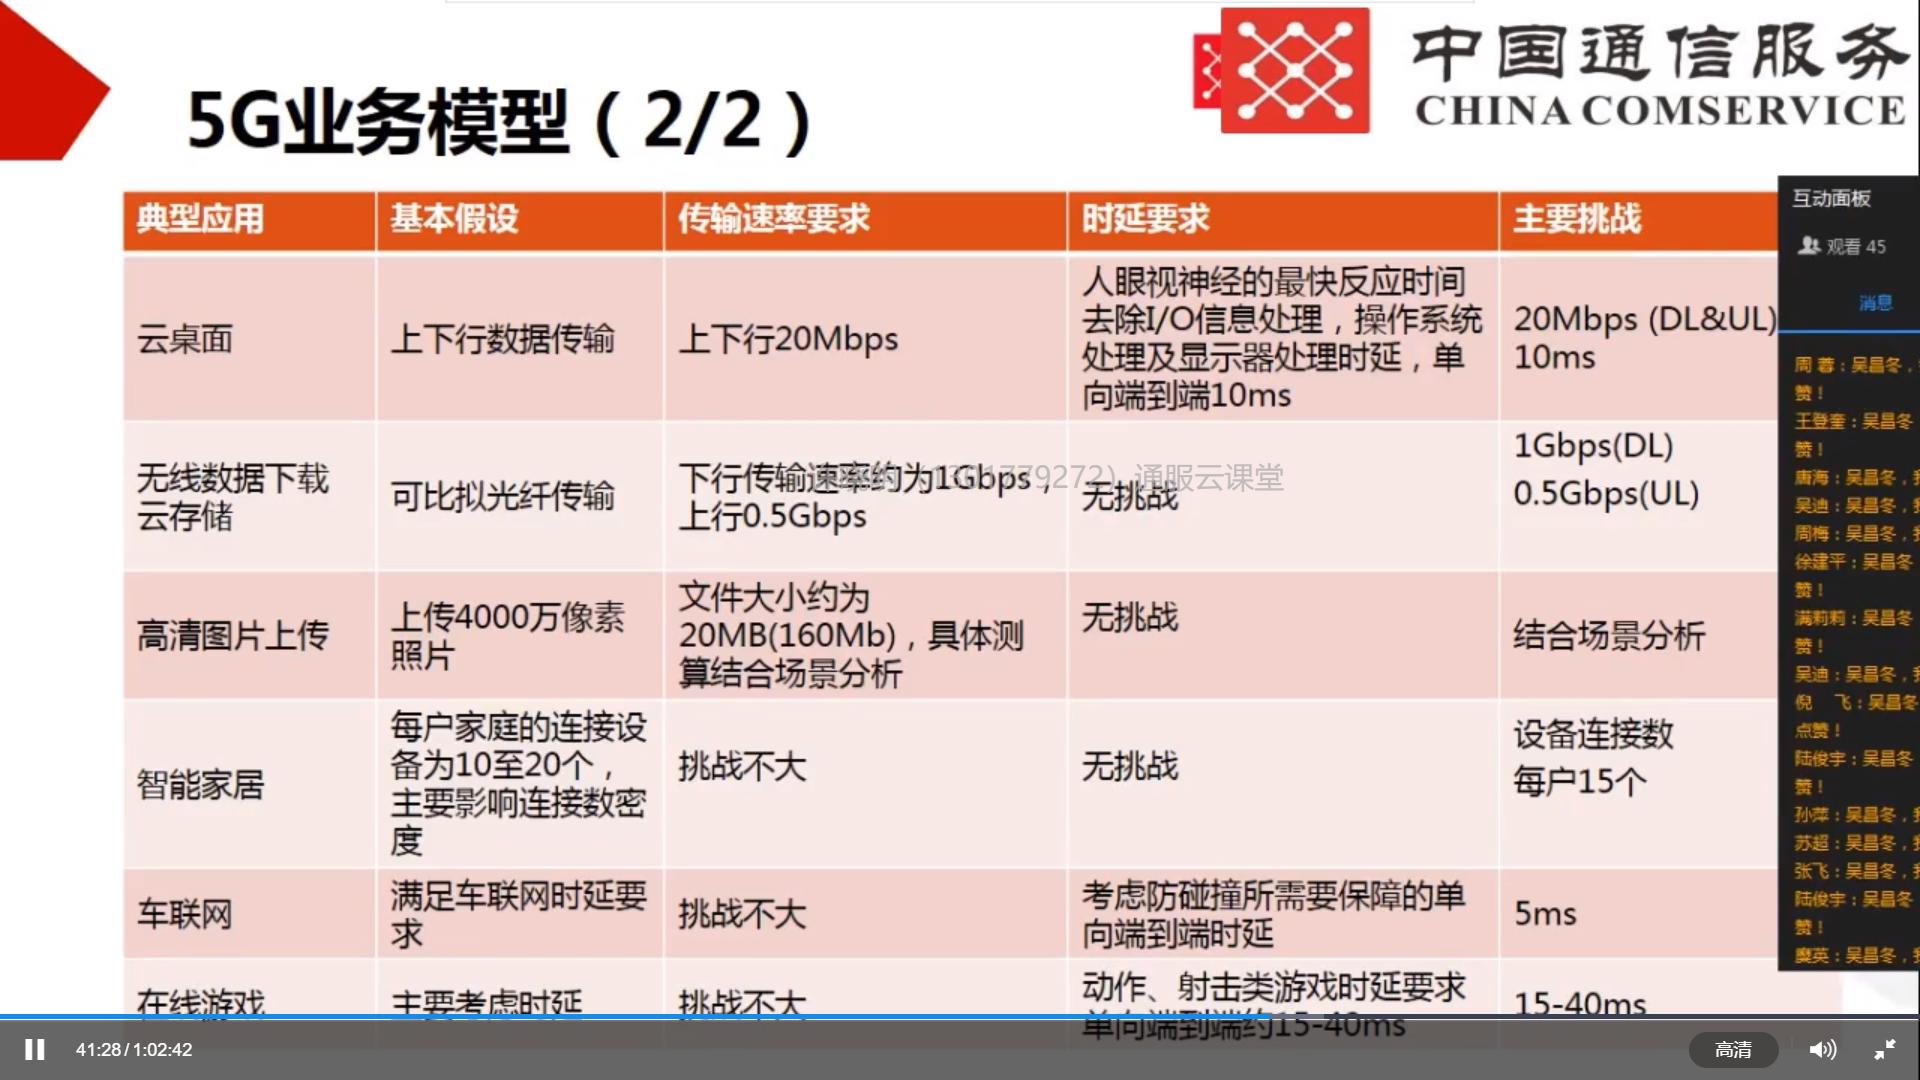 中国通信服务
CHINA COMSERVICE
5G业务模型（2/2）
典型应用
基本假设
传输速率要求
时延要求
主要挑战
云桌面
上下行数据传输
上下行20Mbps
人眼视神经的最快反应时间
去除I/O信息处理，操作系统
处理及显示器处理时延，单
向端到端10ms
20Mbps (DL&UL)
10ms
无线数据下载
云存储
可比拟光纤传输
下行传输速率约为1Gbps，
上行0.5Gbps
无挑战
1Gbps(DL)
0.5Gbps(UL)
1301779272）通服云课堂
高清图片上传
上传4000万像素
照片
文件大小约为
20MB(160Mb)，具体测
算结合场景分析
无挑战
结合场景分析
智能家居
每户家庭的连接设
备为10至20个，
主要影响连接数密
度
挑战不大
无挑战
设备连接数
每户15个
车联网
满足车联网时延要
求
挑战不大
考虑防碰撞所需要保障的单
向端到端时延
5ms
在线游戏
主要考虑时延
挑战不大
动作、射击类游戏时延要求
单向端到端约15-40ms
15-40ms
互动面板
观看 45
消息
周 蓉：吴昌冬，
赞！
王登奎：吴昌冬
赞！
唐海：吴昌冬，我
吴迪：吴昌冬，我
周梅：吴昌冬，我
徐建平：吴昌冬
赞！
满莉莉：吴昌冬
赞！
吴迪：吴昌冬，我
倪 飞：吴昌冬
点赞！
陆俊宇：吴昌冬
赞！
孙萍：吴昌冬，我
苏超：吴昌冬，我
张飞：吴昌冬，我
陆俊宇：吴昌冬
赞！
糜英：吴昌冬，我
41:28/1:02:42
高清